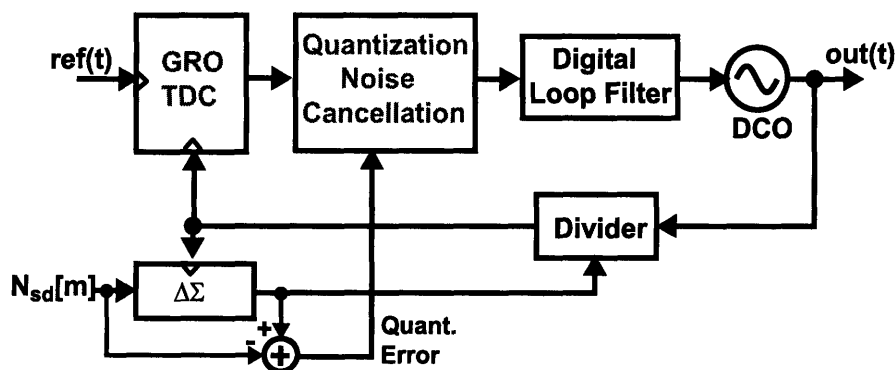 ref(t)
GRO
TDC
Quantization
Noise
Cancellation
Digital
Loop Filter
DCO
out(t)
Divider
N_sd[m]
ΔΣ
+
-
+
Quant.
Error